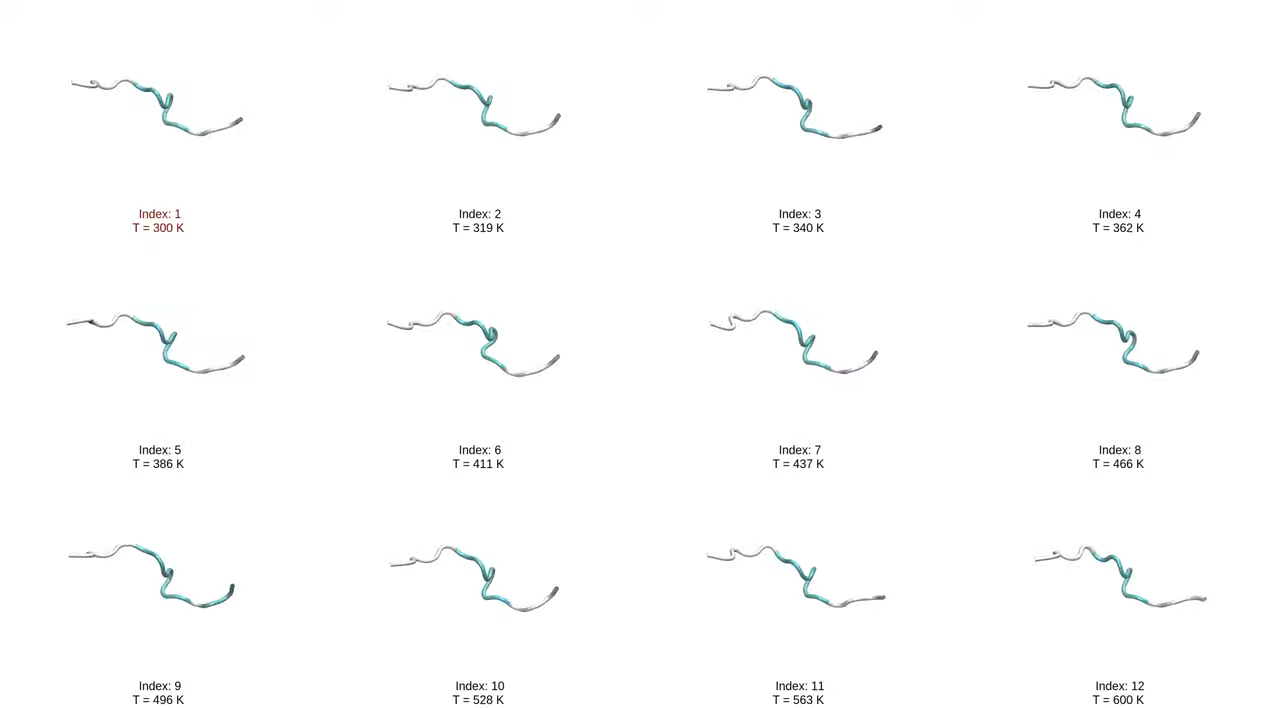 Index: 1
T = 300 K
Index: 2
T = 319 K
Index: 3
T = 340 K
Index: 4
T = 362 K
Index: 5
T = 386 K
Index: 6
T = 411 K
Index: 7
T = 437 K
Index: 8
T = 466 K
Index: 9
T = 496 K
Index: 10
T = 528 K
Index: 11
T = 563 K
Index: 12
T = 600 K